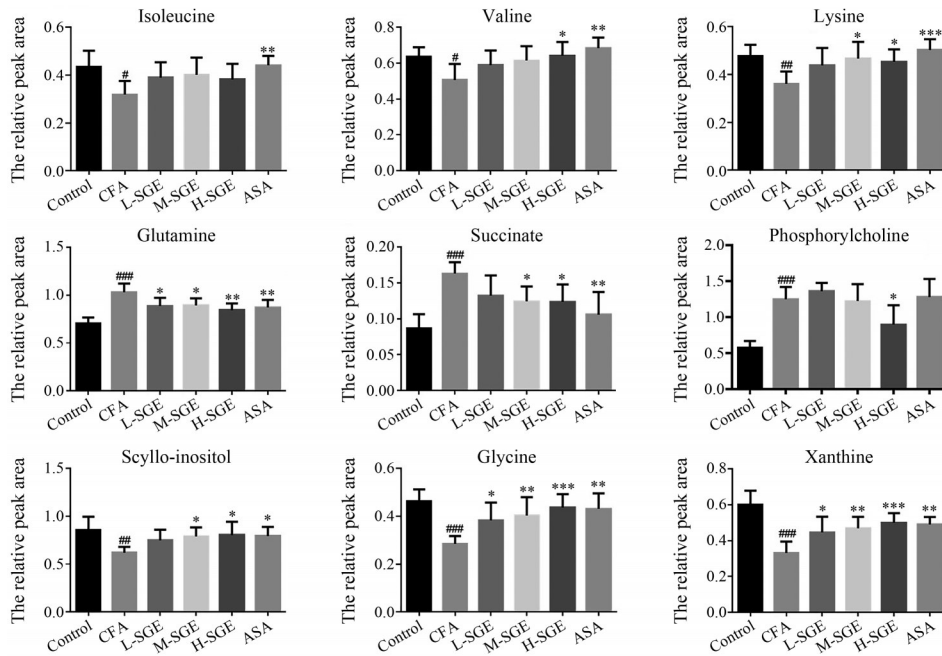 Isoleucine
The relative peak area
0.6
0.4
0.2
0.0
#
**
Control
CFA
L-SGE
M-SGE
H-SGE
ASA
Valine
The relative peak area
0.8
0.6
0.4
0.2
0.0
#
*
**
Control
CFA
L-SGE
M-SGE
H-SGE
ASA
Lysine
The relative peak area
0.6
0.4
0.2
0.0
##
*
*
***
Control
CFA
L-SGE
M-SGE
H-SGE
ASA
Glutamine
The relative peak area
1.5
1.0
0.5
0.0
###
*
*
**
**
Control
CFA
L-SGE
M-SGE
H-SGE
ASA
Succinate
The relative peak area
0.20
0.15
0.10
0.05
0.00
###
*
*
**
Control
CFA
L-SGE
M-SGE
H-SGE
ASA
Phosphorylcholine
The relative peak area
2.0
1.5
1.0
0.5
0.0
###
*
Control
CFA
L-SGE
M-SGE
H-SGE
ASA
Scyllo-inositol
The relative peak area
1.5
1.0
0.5
0.0
##
*
*
*
Control
CFA
L-SGE
M-SGE
H-SGE
ASA
Glycine
The relative peak area
0.6
0.4
0.2
0.0
###
*
**
***
**
Control
CFA
L-SGE
M-SGE
H-SGE
ASA
Xanthine
The relative peak area
0.8
0.6
0.4
0.2
0.0
###
*
**
***
**
Control
CFA
L-SGE
M-SGE
H-SGE
ASA